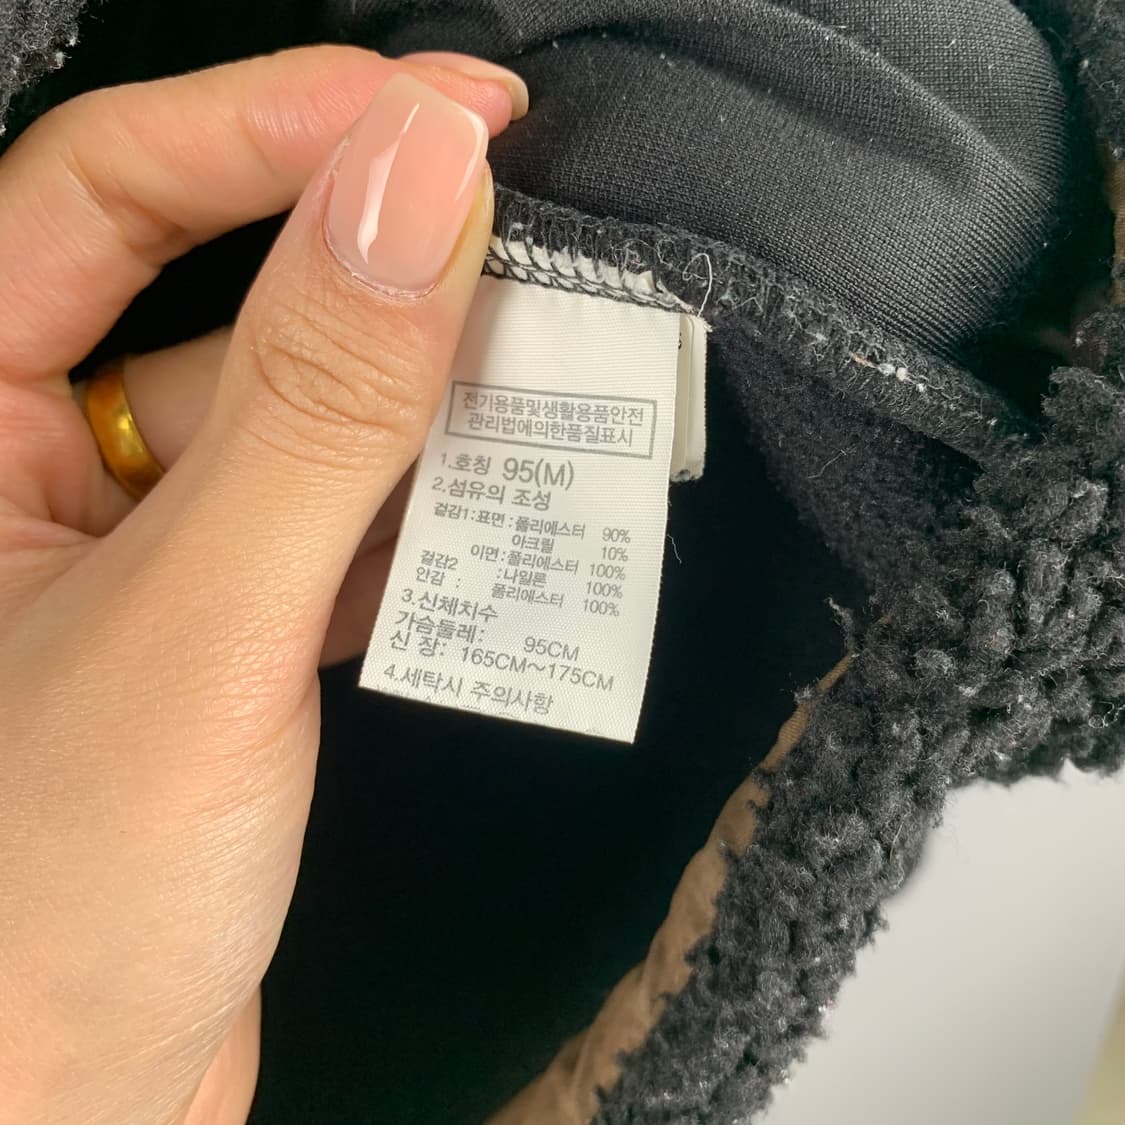 전기용품및생활용품안전
관리법에의한품질표시
1.호칭 95(M)
2.섬유의 조성
겉감1:표면:폴리에스터 90%
아크릴 10%
이면:폴리에스터 100%
겉감2 :나일론 100%
안감 : 폴리에스터 100%
3.신체치수
가슴둘레: 95CM
신 장: 165CM~175CM
4.세탁시 주의사항